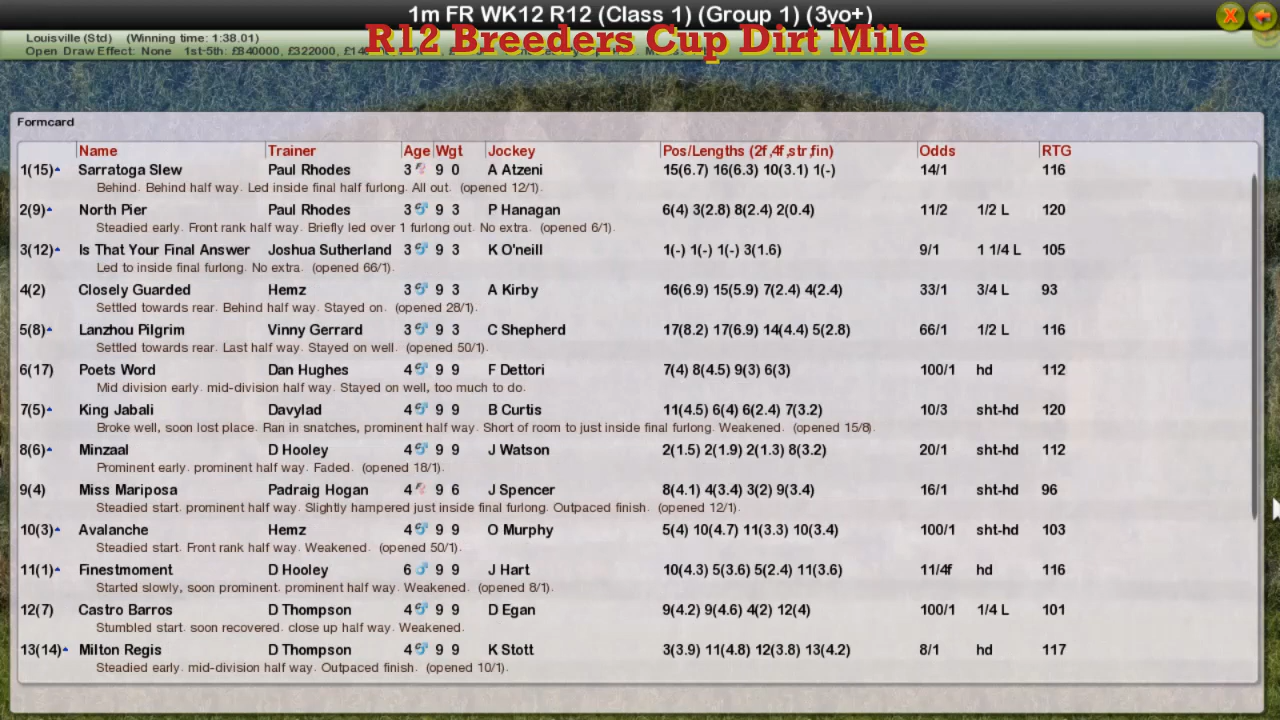 1m FR WK12 R12 (Class 1) (Group 1) (3yo+)
R12 Breeders Cup Dirt Mile
Louisville (Std) (Winning time: 1:38.01)
Open Draw Effect: None 1st-5th: £840000, £322000,
Formcard
Name Trainer Age Wgt Jockey Pos/Lengths (2f,4f,str,fin) Odds RTG
1(15) Sarratoga Slew Paul Rhodes 3 9 0 A Atzeni 15(6.7) 16(6.3) 10(3.1) 1(-) 14/1 116
Behind. Behind half way. Led inside final half furlong. All out. (opened 12/1).
2(9) North Pier Paul Rhodes 3 9 3 P Hanagan 6(4) 3(2.8) 8(2.4) 2(0.4) 11/2 1/2 L 120
Steadied early. Front rank half way. Briefly led over 1 furlong out. No extra. (opened 6/1).
3(12) Is That Your Final Answer Joshua Sutherland 3 9 3 K O'neill 1(-) 1(-) 1(-) 3(1.6) 9/1 1 1/4 L 105
Led to inside final furlong. No extra. (opened 66/1).
4(2) Closely Guarded Hemz 3 9 3 A Kirby 16(6.9) 15(5.9) 7(2.4) 4(2.4) 33/1 3/4 L 93
Settled towards rear. Behind half way. Stayed on. (opened 28/1).
5(8) Lanzhou Pilgrim Vinny Gerrard 3 9 3 C Shepherd 17(8.2) 17(6.9) 14(4.4) 5(2.8) 66/1 1/2 L 116
Settled towards rear. Last half way. Stayed on well. (opened 50/1).
6(17) Poets Word Dan Hughes 4 9 9 F Dettori 7(4) 8(4.5) 9(3) 6(3) 100/1 hd 112
Mid division early. mid-division half way. Stayed on well, too much to do.
7(5) King Jabali Davylad 4 9 9 B Curtis 11(4.5) 6(4) 6(2.4) 7(3.2) 10/3 sht-hd 120
Broke well, soon lost place. Ran in snatches, prominent half way. Short of room to just inside final furlong. Weakened. (opened 15/8).
8(6) Minzaal D Hooley 4 9 9 J Watson 2(1.5) 2(1.9) 2(1.3) 8(3.2) 20/1 sht-hd 112
Prominent early. prominent half way. Faded. (opened 18/1).
9(4) Miss Mariposa Padraig Hogan 4 9 6 J Spencer 8(4.1) 4(3.4) 3(2) 9(3.4) 16/1 sht-hd 96
Steadied start. prominent half way. Slightly hampered just inside final furlong. Outpaced finish. (opened 12/1).
10(3) Avalanche Hemz 4 9 9 O Murphy 5(4) 10(4.7) 11(3.3) 10(3.4) 100/1 sht-hd 103
Steadied start. Front rank half way. Weakened. (opened 50/1).
11(1) Finestmoment D Hooley 6 9 9 J Hart 10(4.3) 5(3.6) 5(2.4) 11(3.6) 11/4f hd 116
Started slowly, soon prominent. prominent half way. Weakened. (opened 8/1).
12(7) Castro Barros D Thompson 4 9 9 D Egan 9(4.2) 9(4.6) 4(2) 12(4) 100/1 1/4 L 101
Stumbled start. soon recovered. close up half way. Weakened.
13(14) Milton Regis D Thompson 4 9 9 K Stott 3(3.9) 11(4.8) 12(3.8) 13(4.2) 8/1 hd 117
Steadied early. mid-division half way. Outpaced finish. (opened 10/1).